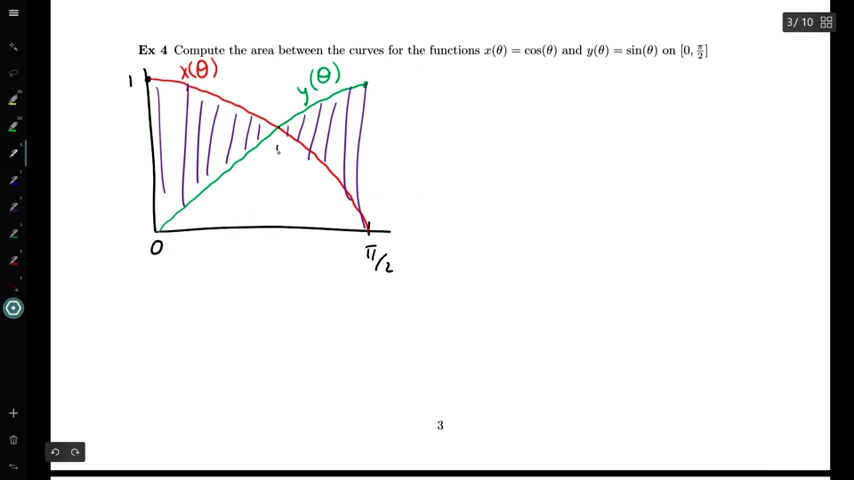 3 / 10
Ex 4 Compute the area between the curves for the functions x(θ) = cos(θ) and y(θ) = sin(θ) on [0, π/2]
1
x(θ)
y(θ)
0
π/2
3